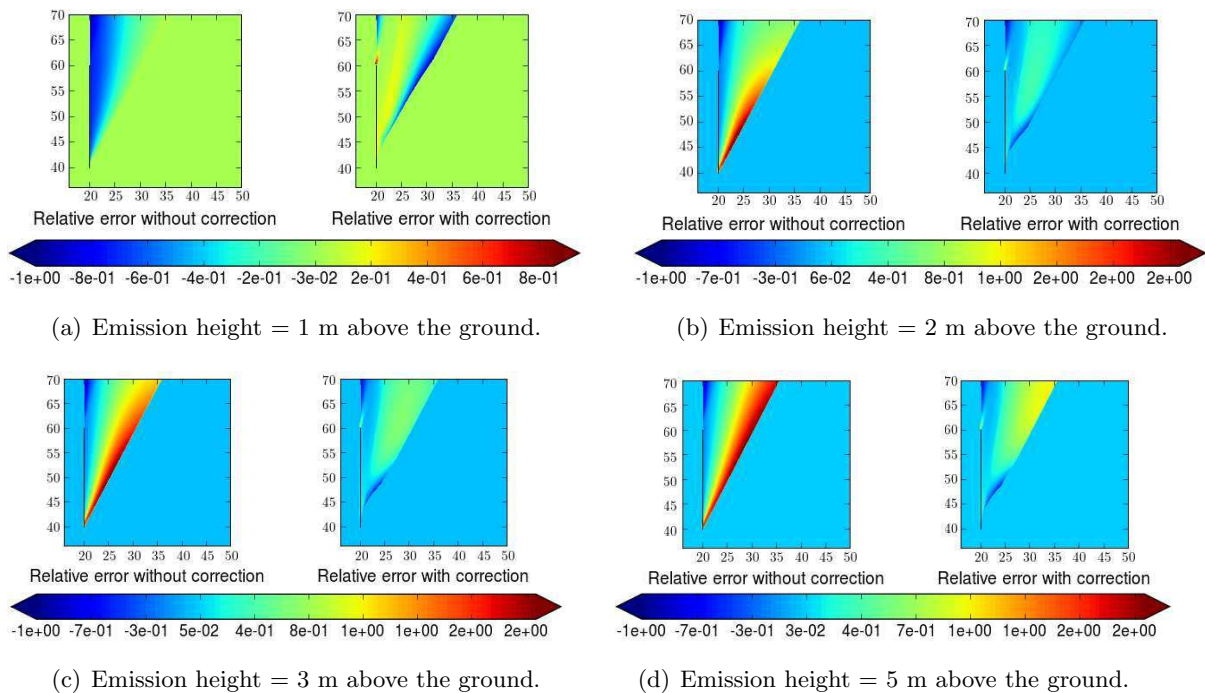 70
65
60
55
50
45
40
20 25 30 35 40 45 50
Relative error without correction
70
65
60
55
50
45
40
20 25 30 35 40 45 50
Relative error with correction
-1e+00 -8e-01 -6e-01 -4e-01 -2e-01 -3e-02 2e-01 4e-01 6e-01 8e-01
(a) Emission height = 1 m above the ground.
70
65
60
55
50
45
40
20 25 30 35 40 45 50
Relative error without correction
70
65
60
55
50
45
40
20 25 30 35 40 45 50
Relative error with correction
-1e+00 -7e-01 -3e-01 6e-02 4e-01 8e-01 1e+00 2e+00 2e+00 2e+00
(b) Emission height = 2 m above the ground.
70
65
60
55
50
45
40
20 25 30 35 40 45 50
Relative error without correction
70
65
60
55
50
45
40
20 25 30 35 40 45 50
Relative error with correction
-1e+00 -7e-01 -3e-01 5e-02 4e-01 8e-01 1e+00 1e+00 2e+00 2e+00
(c) Emission height = 3 m above the ground.
70
65
60
55
50
45
40
20 25 30 35 40 45 50
Relative error without correction
70
65
60
55
50
45
40
20 25 30 35 40 45 50
Relative error with correction
-1e+00 -7e-01 -3e-01 3e-02 4e-01 7e-01 1e+00 1e+00 2e+00 2e+00
(d) Emission height = 5 m above the ground.